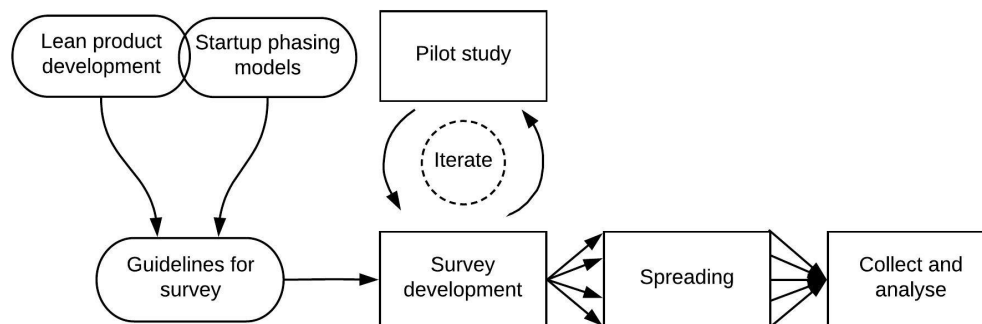 Lean product
development
Startup phasing
models
Pilot study
Iterate
Guidelines for
survey
Survey
development
Spreading
Collect and
analyse